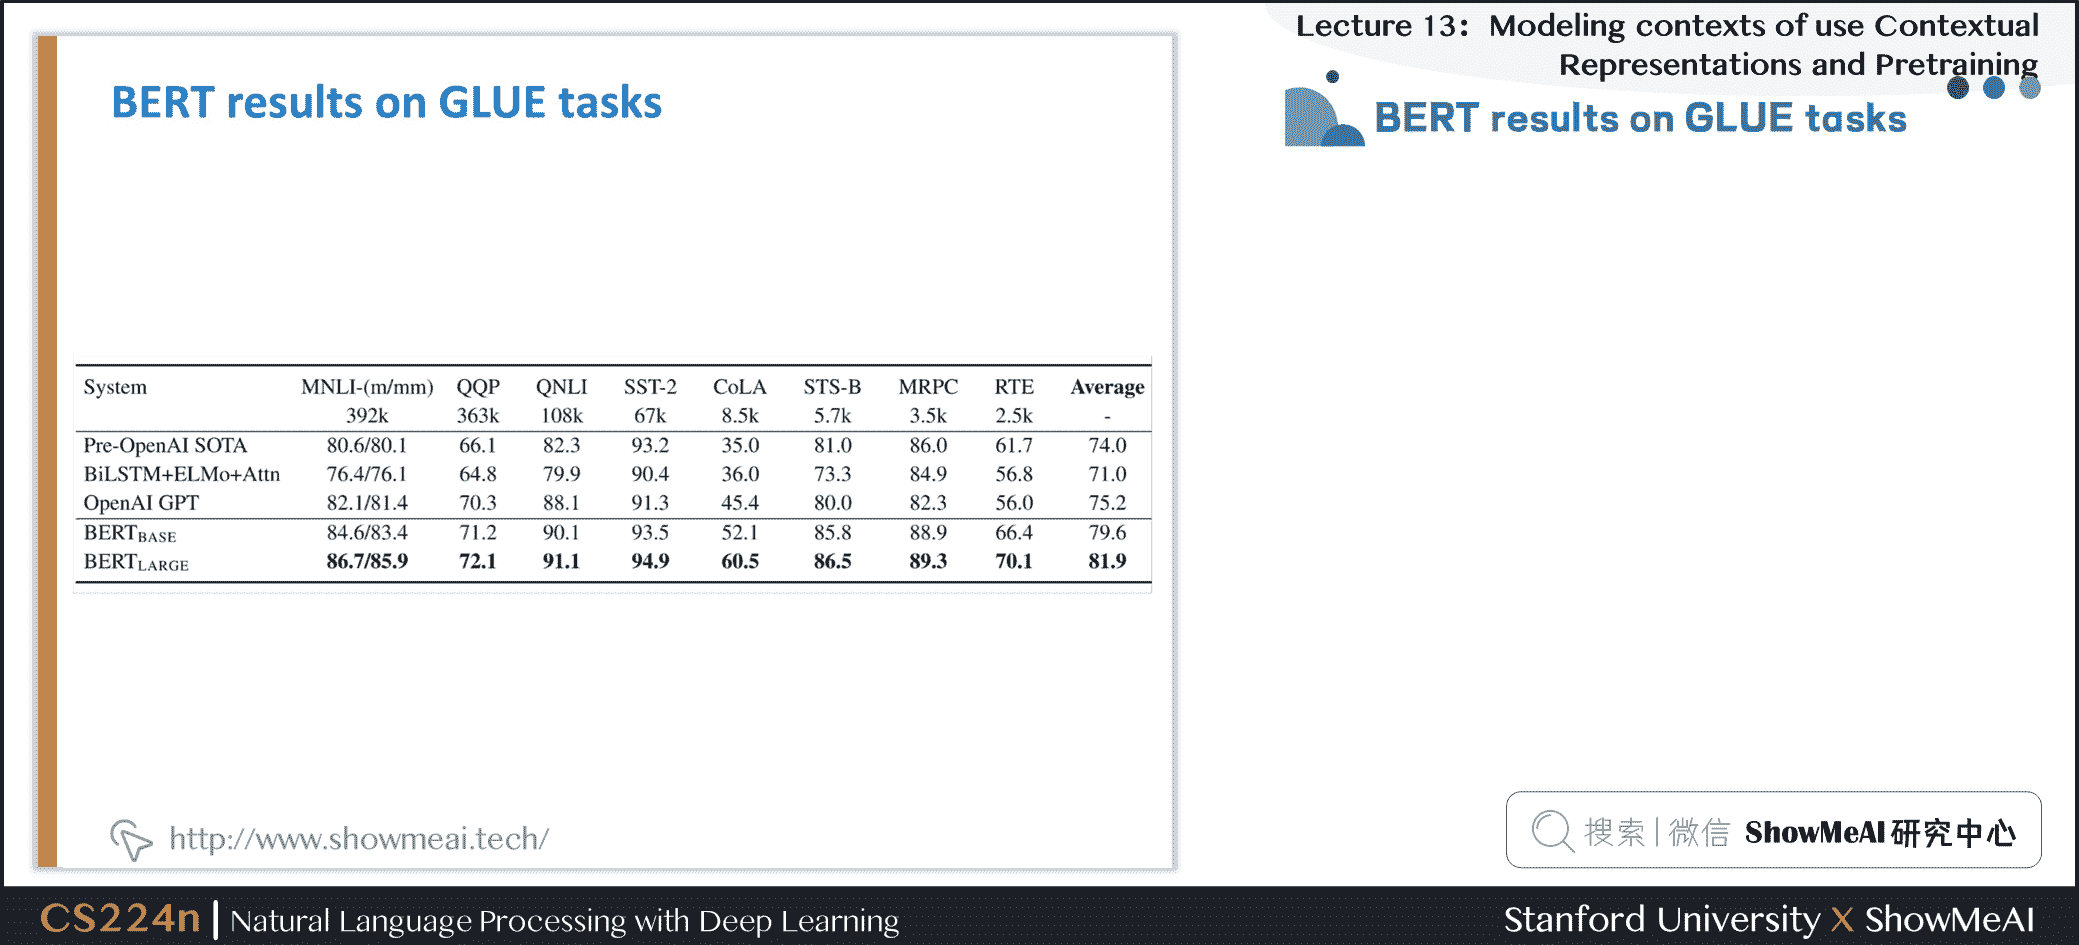 Lecture 13： Modeling contexts of use Contextual
Representations and Pretraining
BERT results on GLUE tasks
BERT results on GLUE tasks
System MNLI-(m/mm) QQP QNLI SST-2 CoLA STS-B MRPC RTE Average
392k 363k 108k 67k 8.5k 5.7k 3.5k 2.5k -
Pre-OpenAI SOTA 80.6/80.1 66.1 82.3 93.2 35.0 81.0 86.0 61.7 74.0
BiLSTM+ELMo+Attn 76.4/76.1 64.8 79.9 90.4 36.0 73.3 84.9 56.8 71.0
OpenAI GPT 82.1/81.4 70.3 88.1 91.3 45.4 80.0 82.3 56.0 75.2
BERTBASE 84.6/83.4 71.2 90.1 93.5 52.1 85.8 88.9 66.4 79.6
BERTLARGE 86.7/85.9 72.1 91.1 94.9 60.5 86.5 89.3 70.1 81.9
http://www.showmeai.tech/
搜索|微信 ShowMeAI研究中心
CS224n | Natural Language Processing with Deep Learning
Stanford University X ShowMeAI